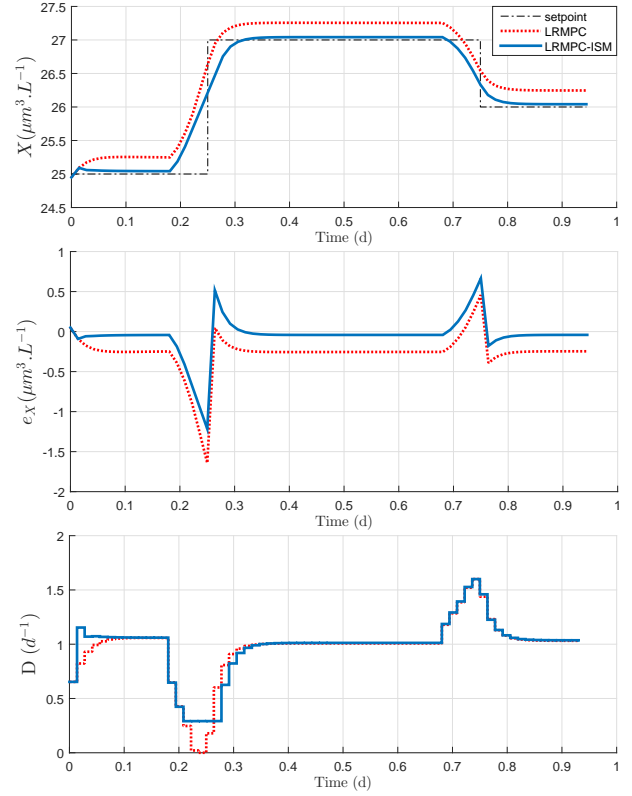 27.5
27
26.5
26
25.5
25
24.5
X (μm³.L⁻¹)
setpoint
LRMPC
LRMPC-ISM
0 0.1 0.2 0.3 0.4 0.5 0.6 0.7 0.8 0.9 1
Time (d)
1
0.5
0
-0.5
-1
-1.5
-2
e_X (μm³.L⁻¹)
0 0.1 0.2 0.3 0.4 0.5 0.6 0.7 0.8 0.9 1
Time (d)
2
1.5
1
0.5
0
D (d⁻¹)
0 0.1 0.2 0.3 0.4 0.5 0.6 0.7 0.8 0.9 1
Time (d)